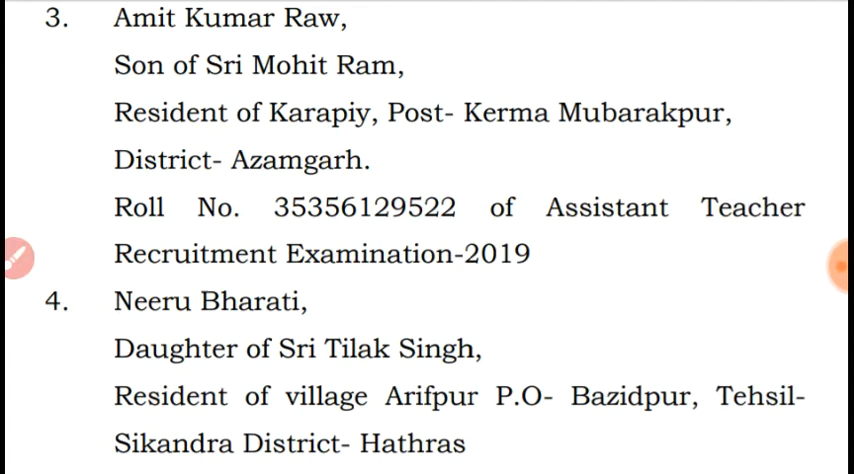 3. Amit Kumar Raw,
Son of Sri Mohit Ram,
Resident of Karapiy, Post- Kerma Mubarakpur,
District- Azamgarh.
Roll No. 35356129522 of Assistant Teacher
Recruitment Examination-2019
4. Neeru Bharati,
Daughter of Sri Tilak Singh,
Resident of village Arifpur P.O- Bazidpur, Tehsil-
Sikandra District- Hathras